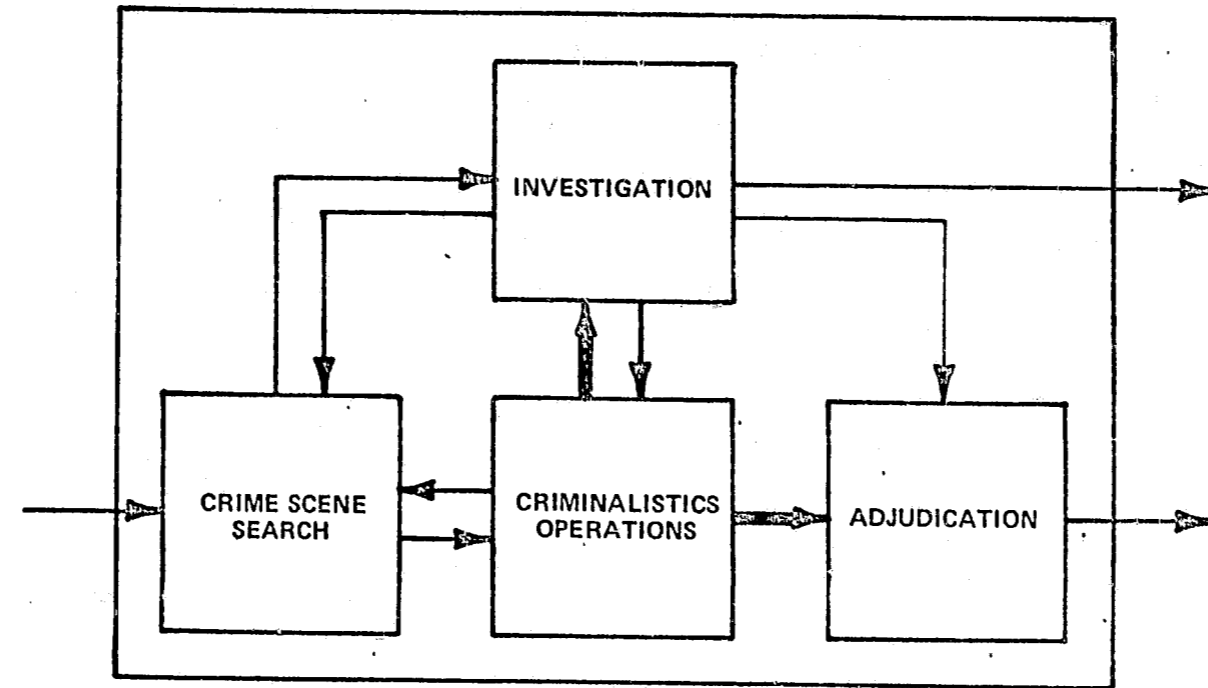 INVESTIGATION
CRIME SCENE
SEARCH
CRIMINALISTICS
OPERATIONS
ADJUDICATION